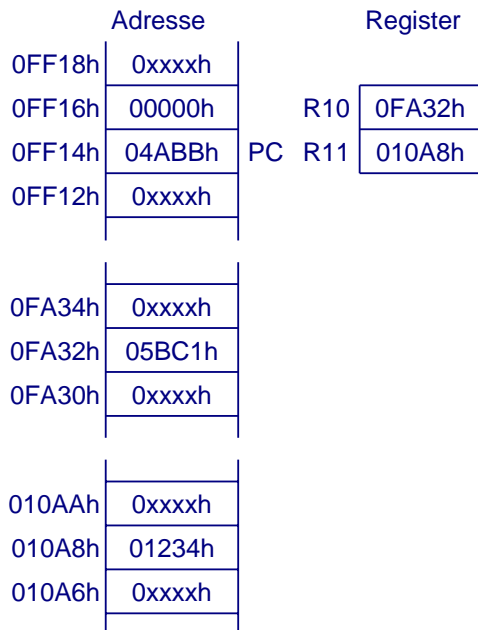 Adresse Register
0FF18h 0xxxxh
0FF16h 00000h R10 0FA32h
0FF14h 04ABBh PC R11 010A8h
0FF12h 0xxxxh
0FA34h 0xxxxh
0FA32h 05BC1h
0FA30h 0xxxxh
010AAh 0xxxxh
010A8h 01234h
010A6h 0xxxxh